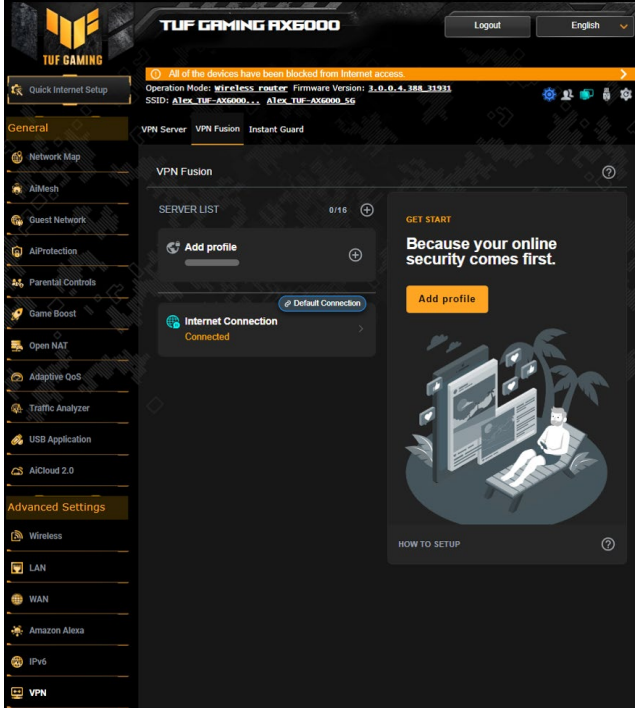 TUF GAMING
TUF GAMING AX6000
Logout
English
All of the devices have been blocked from Internet access.
Quick Internet Setup
Operation Mode: Wireless router Firmware Version: 3.0.0.4.388_31931
SSID: Alex_TUF-AX6000... Alex_TUF-AX6000_5G
General
Network Map
AiMesh
Guest Network
AiProtection
Parental Controls
Game Boost
Open NAT
Adaptive QoS
Traffic Analyzer
USB Application
AiCloud 2.0
Advanced Settings
Wireless
LAN
WAN
Amazon Alexa
IPv6
VPN
VPN Server VPN Fusion Instant Guard
VPN Fusion
SERVER LIST 0/16
Add profile
Default Connection
Internet Connection
Connected
GET START
Because your online
security comes first.
Add profile
HOW TO SETUP